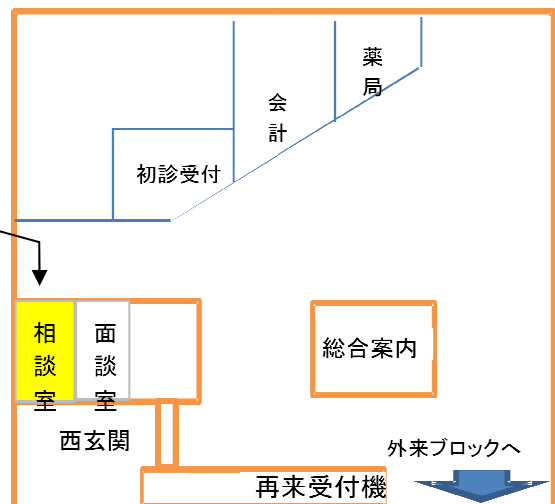 薬局
会計
初診受付
相談室
面談室
総合案内
西玄関
外来ブロックへ
再来受付機